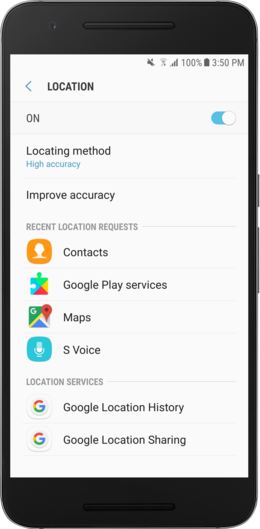 100% 3:50 PM
LOCATION
ON
Locating method
High accuracy
Improve accuracy
RECENT LOCATION REQUESTS
Contacts
Google Play services
Maps
S Voice
LOCATION SERVICES
Google Location History
Google Location Sharing